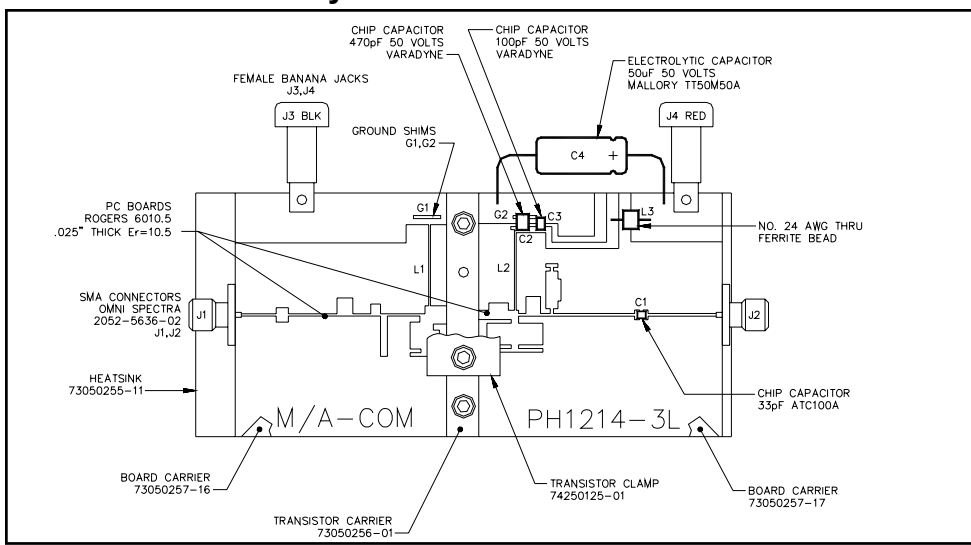 CHIP CAPACITOR
470pF 50 VOLTS
VARADYNE
CHIP CAPACITOR
100pF 50 VOLTS
VARADYNE
ELECTROLYTIC CAPACITOR
50uF 50 VOLTS
MALLORY TT50M50A
FEMALE BANANA JACKS
J3,J4
J3 BLK
J4 RED
GROUND SHIMS
G1,G2
C4 +
PC BOARDS
ROGERS 6010.5
.025" THICK Er=10.5
G1
G2
C3
C2
L3
NO. 24 AWG THRU
FERRITE BEAD
L1
L2
SMA CONNECTORS
OMNI SPECTRA
2052-5636-02
J1,J2
J1
C1
J2
HEATSINK
73050255-11
CHIP CAPACITOR
33pF ATC100A
M/A-COM
PH1214-3L
BOARD CARRIER
73050257-16
TRANSISTOR CLAMP
74250125-01
BOARD CARRIER
73050257-17
TRANSISTOR CARRIER
73050256-01